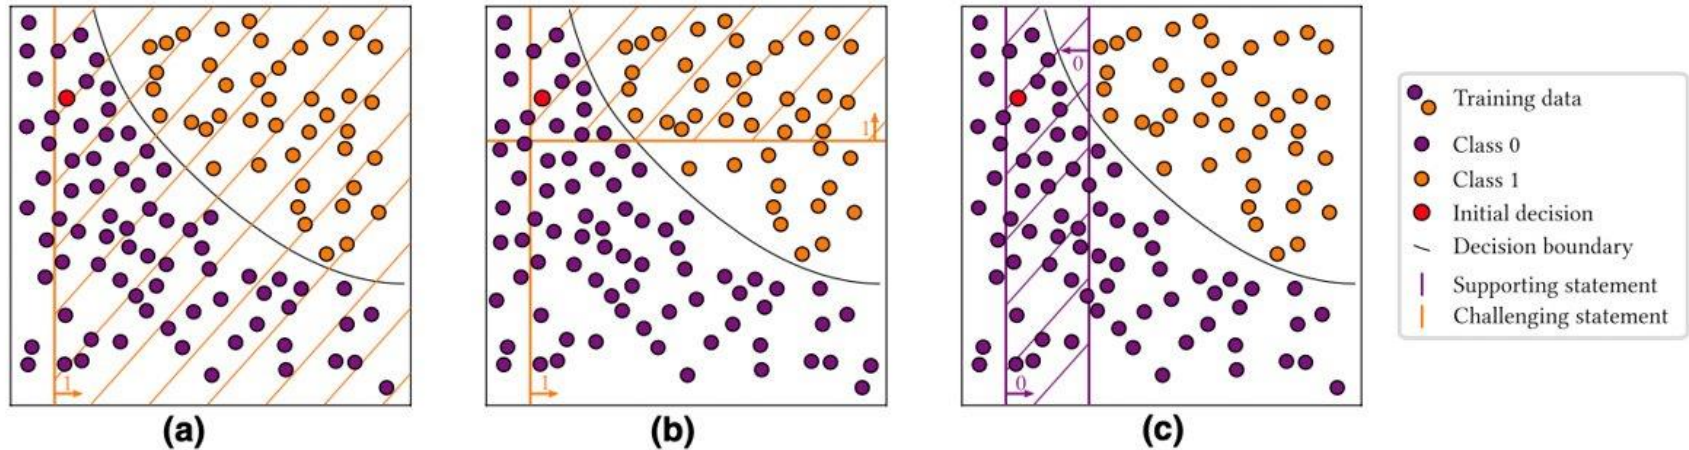 1
(a)
1
1
(b)
0
0
(c)
Training data
Class 0
Class 1
Initial decision
Decision boundary
Supporting statement
Challenging statement